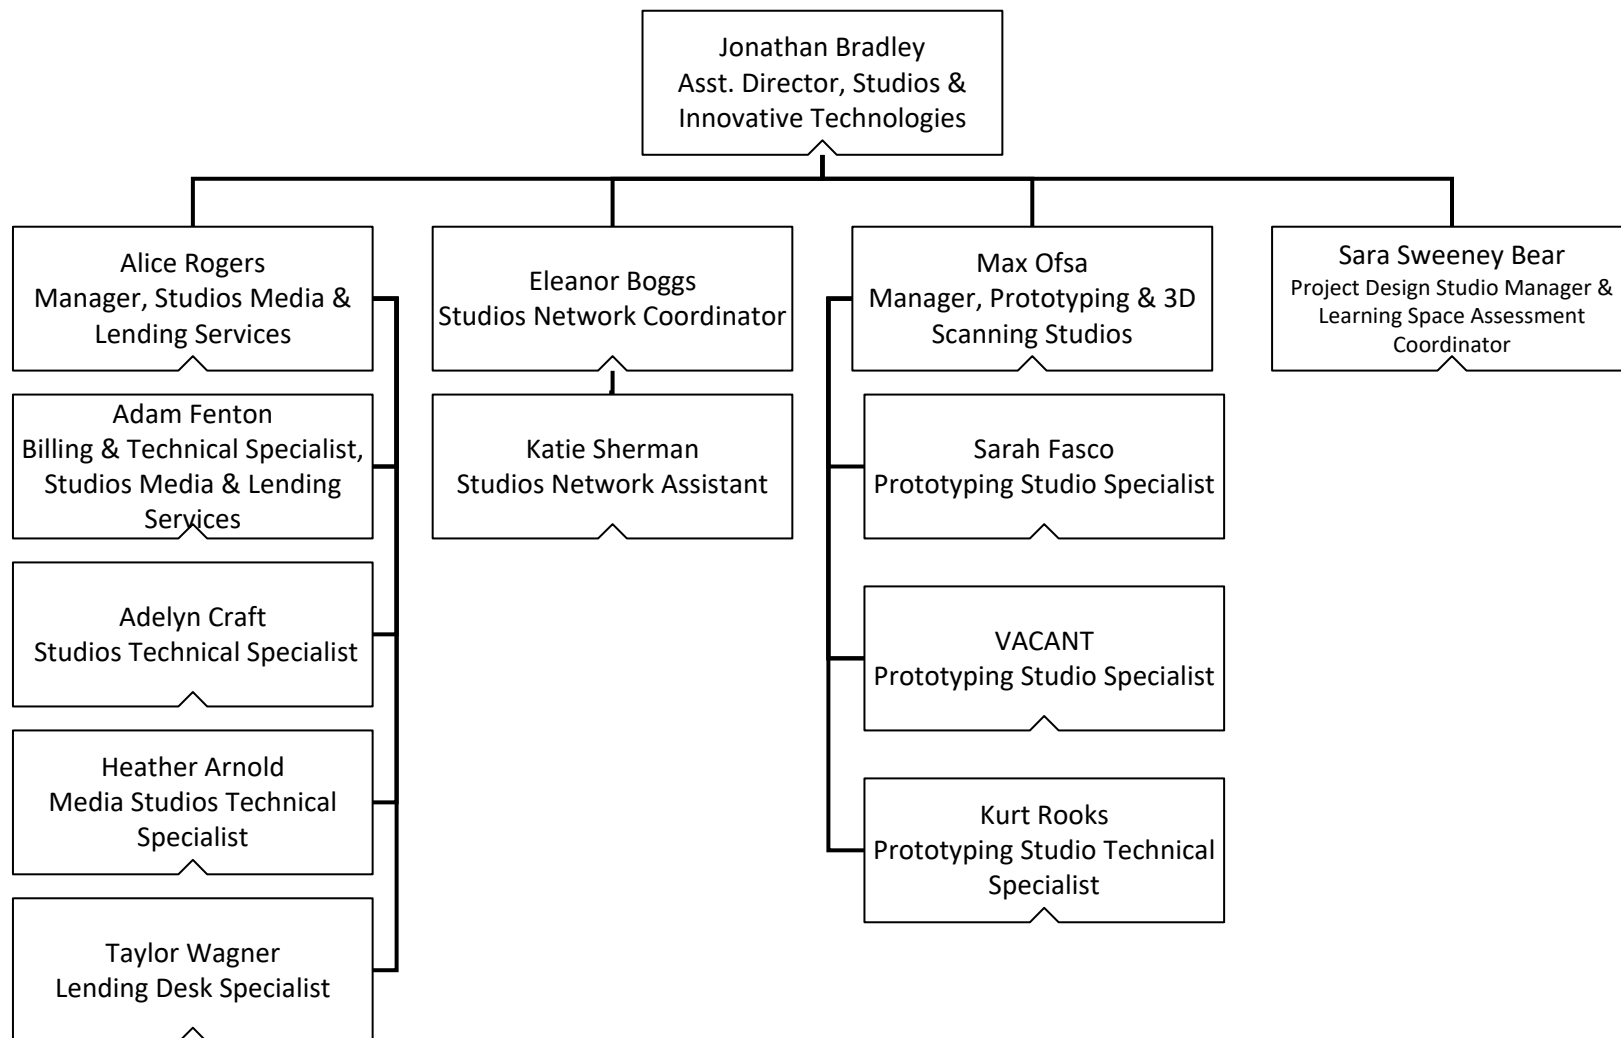 Jonathan Bradley
Asst. Director, Studios &
Innovative Technologies
Alice Rogers
Manager, Studios Media &
Lending Services
Eleanor Boggs
Studios Network Coordinator
Max Ofsa
Manager, Prototyping & 3D
Scanning Studios
Sara Sweeney Bear
Project Design Studio Manager &
Learning Space Assessment
Coordinator
Adam Fenton
Billing & Technical Specialist,
Studios Media & Lending
Services
Katie Sherman
Studios Network Assistant
Sarah Fasco
Prototyping Studio Specialist
Adelyn Craft
Studios Technical Specialist
VACANT
Prototyping Studio Specialist
Heather Arnold
Media Studios Technical
Specialist
Kurt Rooks
Prototyping Studio Technical
Specialist
Taylor Wagner
Lending Desk Specialist